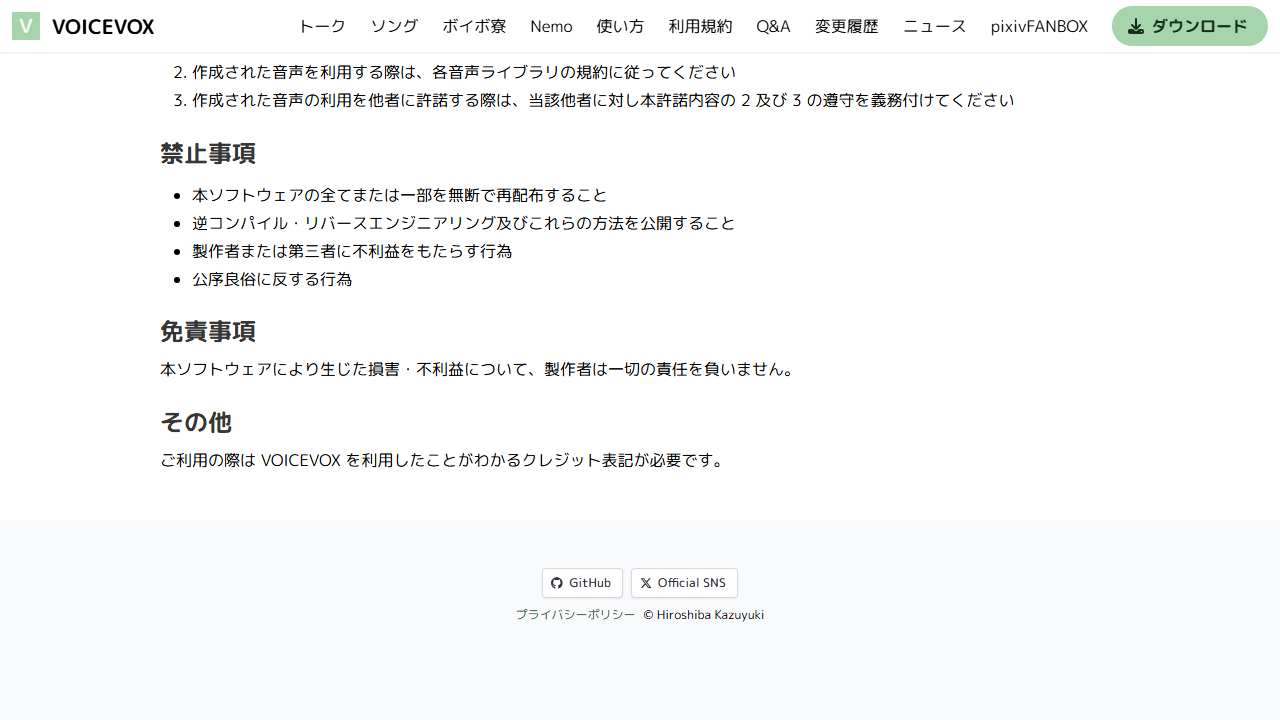 V VOICEVOX トーク ソング ボイボ寮 Nemo 使い方 利用規約 Q&A 変更履歴 ニュース pixivFANBOX ダウンロード
2. 作成された音声を利用する際は、各音声ライブラリの規約に従ってください
3. 作成された音声の利用を他者に許諾する際は、当該他者に対し本許諾内容の 2 及び 3 の遵守を義務付けてください
禁止事項
• 本ソフトウェアの全てまたは一部を無断で再配布すること
• 逆コンパイル・リバースエンジニアリング及びこれらの方法を公開すること
• 製作者または第三者に不利益をもたらす行為
• 公序良俗に反する行為
免責事項
本ソフトウェアにより生じた損害・不利益について、製作者は一切の責任を負いません。
その他
ご利用の際は VOICEVOX を利用したことがわかるクレジット表記が必要です。
GitHub Official SNS
プライバシーポリシー © Hiroshiba Kazuyuki